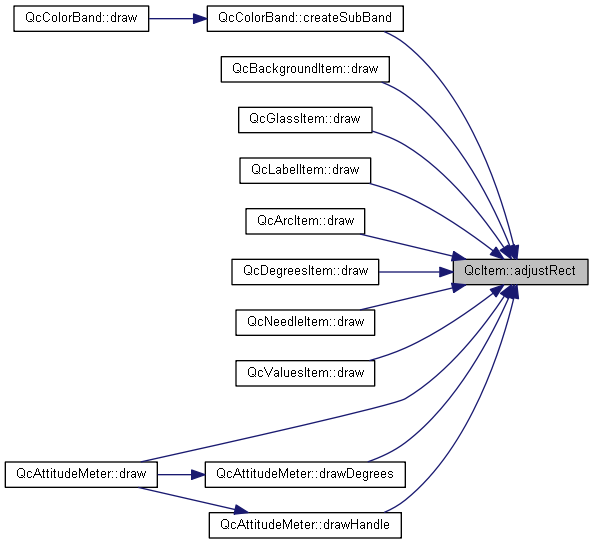 QcColorBand::draw
QcColorBand::createSubBand
QcBackgroundItem::draw
QcGlassItem::draw
QcLabelItem::draw
QcArcItem::draw
QcDegreesItem::draw
QcItem::adjustRect
QcNeedleItem::draw
QcValuesItem::draw
QcAttitudeMeter::draw
QcAttitudeMeter::drawDegrees
QcAttitudeMeter::drawHandle